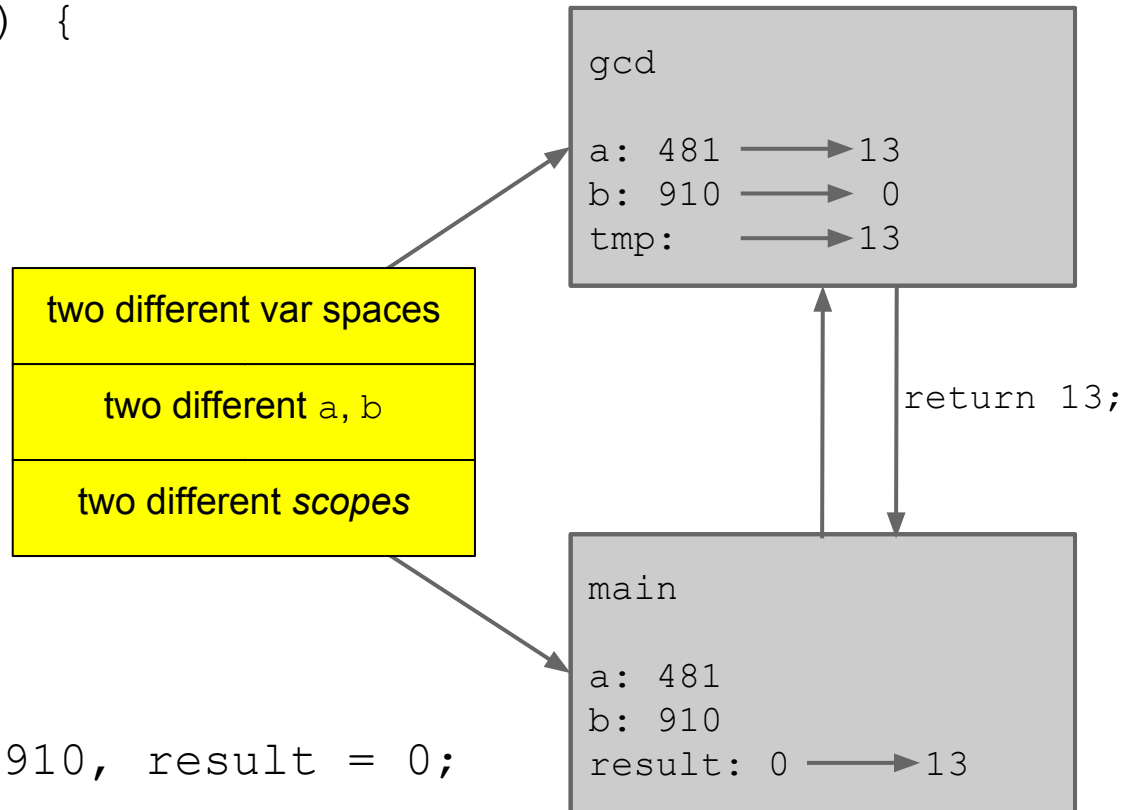 ) {
gcd
a: 481 13
b: 910 0
tmp: 13
two different var spaces
two different a, b
two different scopes
return 13;
main
a: 481
b: 910
result: 0 13
910, result = 0;